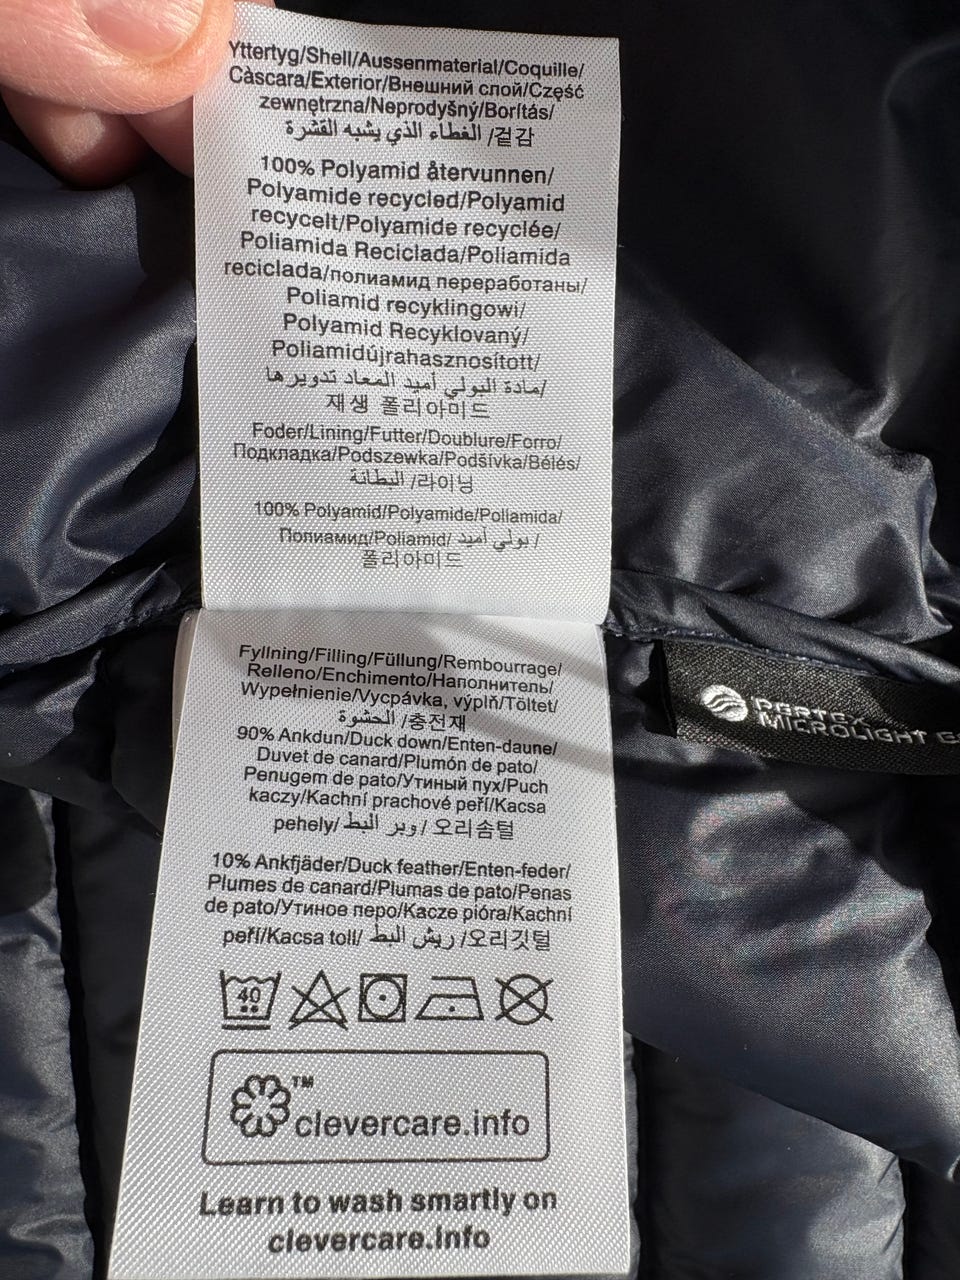 Yttertyg/Shell/Aussenmaterial/Coquille/
Càscara/Exterior/Внешний слой/Część
zewnętrzna/Neprodyšný/Borítás/
الغطاء الذي يشبه القشرة /겉감
100% Polyamid återvunnen/
Polyamide recycled/Polyamid
recycelt/Polyamide recyclée/
Poliamida Reciclada/Poliamida
reciclada/полиамид переработаны/
Poliamid recyklingowi/
Polyamid Recyklovaný/
Poliamidújrahasznosított/
مادة البولي أميد المعاد تدويرها/
재생 폴리아미드
Foder/Lining/Futter/Doublure/Forro/
Подкладка/Podszewka/Podšívka/Bélés/
البطانة /라이닝
100% Polyamid/Polyamide/Poliamida/
Полиамид/Poliamid/ بولي أميد /
폴리아미드
Fyllning/Filling/Füllung/Rembourrage/
Relleno/Enchimento/Наполнитель/
Wypełnienie/Vycpávka, výplň/Töltet/
الحشوة /충전재
90% Ankdun/Duck down/Enten-daune/
Duvet de canard/Plumón de pato/
Penugem de pato/Утиный пух/Puch
kaczy/Kachní prachové peří/Kacsa
pehely/ وبر البط / 오리솜털
10% Ankfjäder/Duck feather/Enten-feder/
Plumes de canard/Plumas de pato/Penas
de pato/Утиное перо/Kacze pióra/Kachní
peří/Kacsa toll/ ريش البط /오리깃털
40
TM
clevercare.info
Learn to wash smartly on
clevercare.info
PERTEX
MICROLIGHT